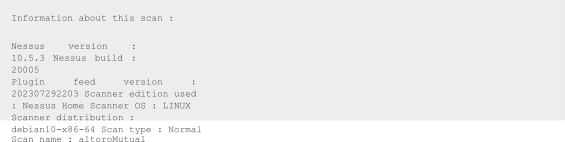 Information about this scan :
Nessus version :
10.5.3 Nessus build :
20005
Plugin feed version :
202307292203 Scanner edition used
: Nessus Home Scanner OS : LINUX
Scanner distribution :
debian10-x86-64 Scan type : Normal
Scan name : altoroMutual